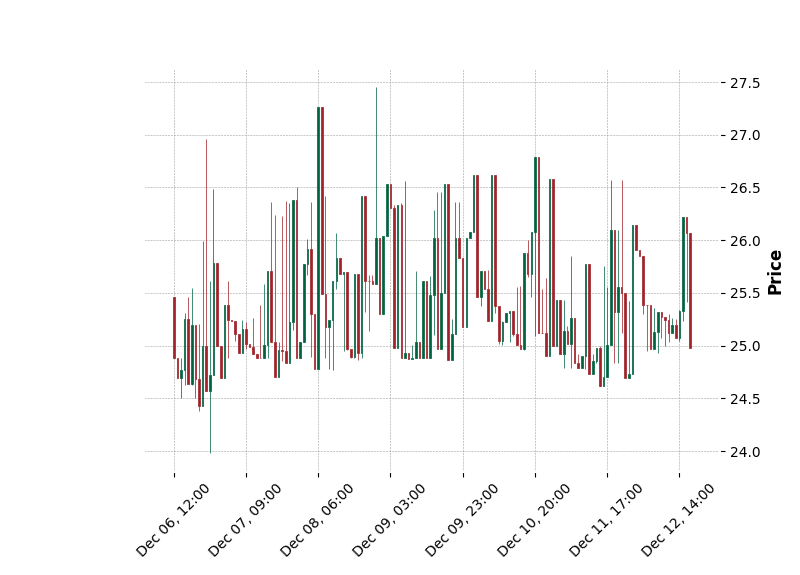 27.5
27.0
26.5
26.0
25.5
25.0
24.5
24.0
Price
Dec 06, 12:00
Dec 07, 09:00
Dec 08, 06:00
Dec 09, 03:00
Dec 09, 23:00
Dec 10, 20:00
Dec 11, 17:00
Dec 12, 14:00